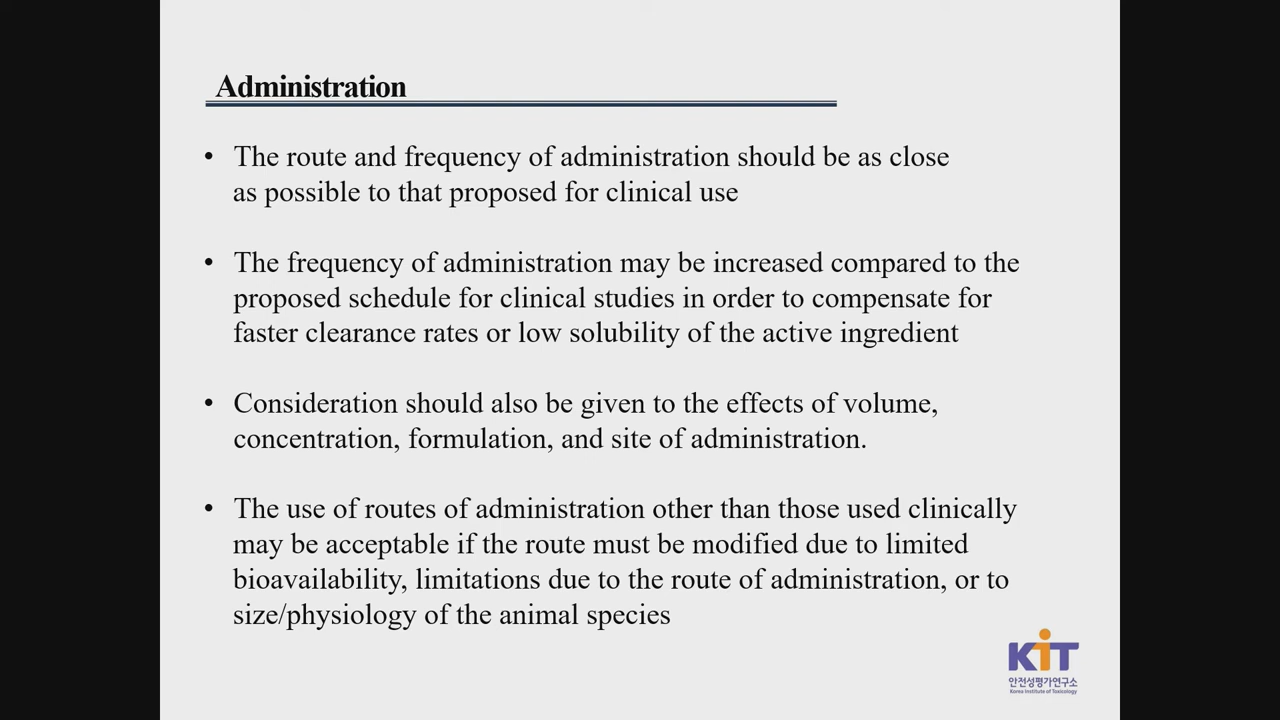 Administration
• The route and frequency of administration should be as close
as possible to that proposed for clinical use
• The frequency of administration may be increased compared to the
proposed schedule for clinical studies in order to compensate for
faster clearance rates or low solubility of the active ingredient
• Consideration should also be given to the effects of volume,
concentration, formulation, and site of administration.
• The use of routes of administration other than those used clinically
may be acceptable if the route must be modified due to limited
bioavailability, limitations due to the route of administration, or to
size/physiology of the animal species
KiT
안전성평가연구소
Korea Institute of Toxicology